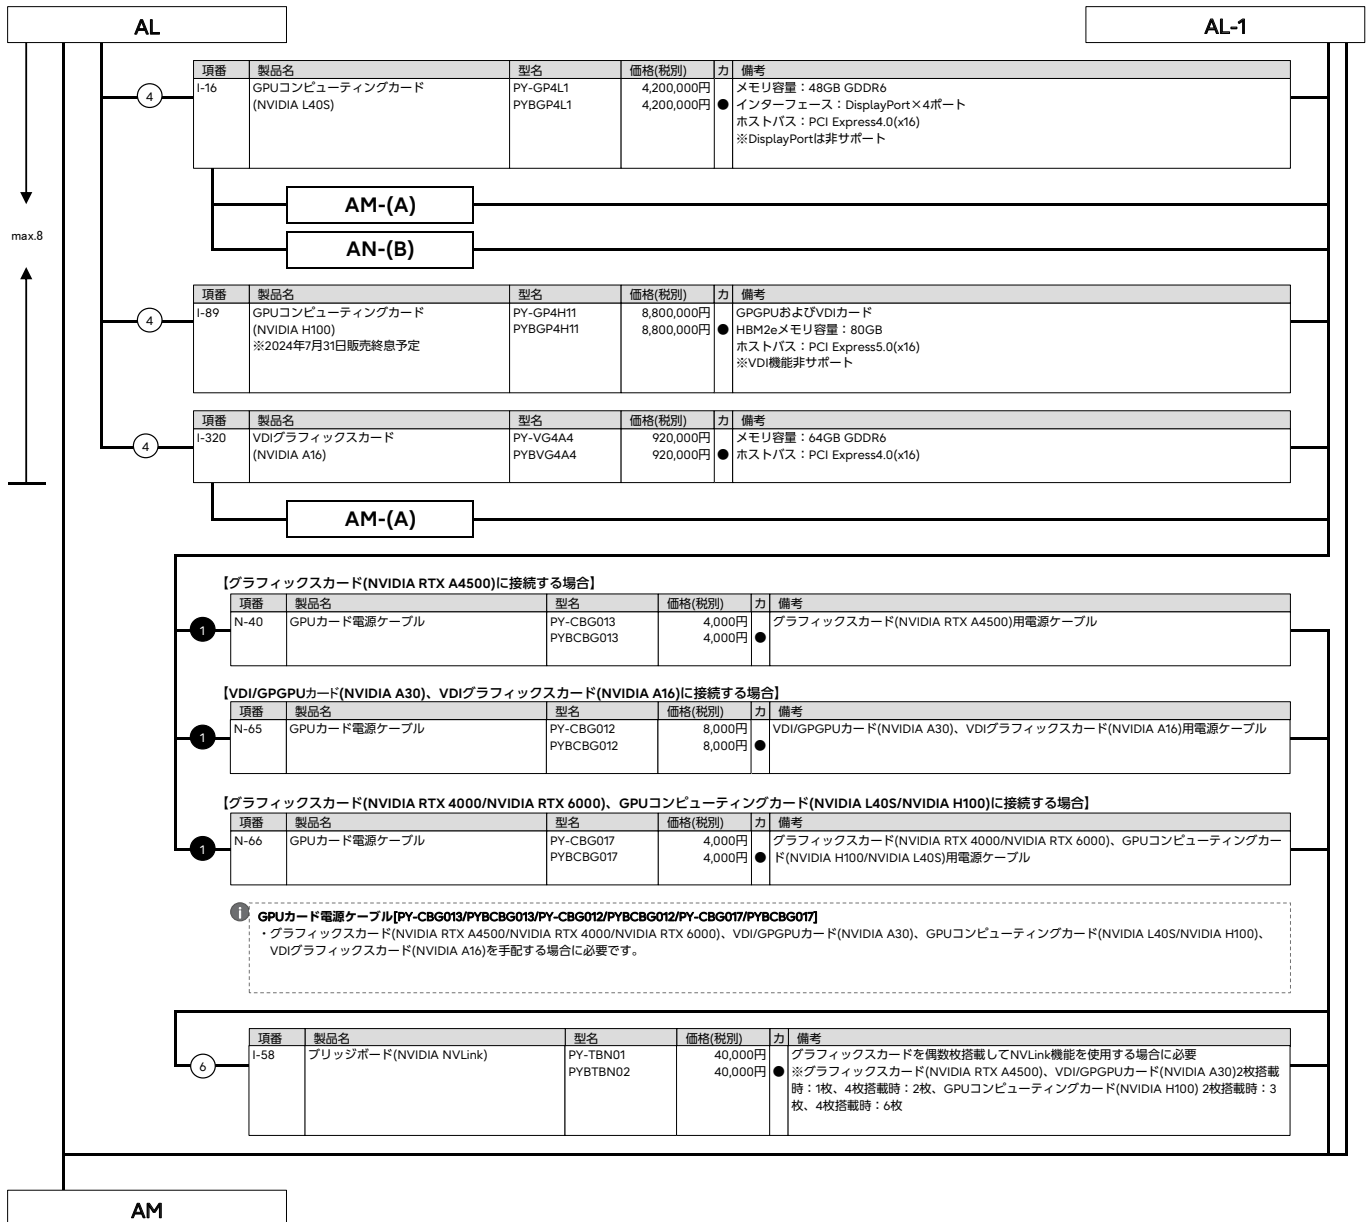 AL
AL-1
max.8
項番 製品名 型名 価格(税別) カ 備考
4
I-16 GPUコンピューティングカード PY-GP4L1 4,200,000円 メモリ容量：48GB GDDR6
(NVIDIA L40S) PYBGP4L1 4,200,000円 ● インターフェース：DisplayPort×4ポート
ホストバス：PCI Express4.0(x16)
※DisplayPortは非サポート
AM-(A)
AN-(B)
項番 製品名 型名 価格(税別) カ 備考
4
I-89 GPUコンピューティングカード PY-GP4H11 8,800,000円 GPGPUおよびVDIカード
(NVIDIA H100) PYBGP4H11 8,800,000円 ● HBM2eメモリ容量：80GB
※2024年7月31日販売終息予定 ホストバス：PCI Express5.0(x16)
※VDI機能非サポート
項番 製品名 型名 価格(税別) カ 備考
4
I-320 VDIグラフィックスカード PY-VG4A4 920,000円 メモリ容量：64GB GDDR6
(NVIDIA A16) PYBVG4A4 920,000円 ● ホストバス：PCI Express4.0(x16)
AM-(A)
【グラフィックスカード(NVIDIA RTX A4500)に接続する場合】
項番 製品名 型名 価格(税別) カ 備考
1
N-40 GPUカード電源ケーブル PY-CBG013 4,000円 グラフィックスカード(NVIDIA RTX A4500)用電源ケーブル
PYBCBG013 4,000円 ●
【VDI/GPGPUカード(NVIDIA A30)、VDIグラフィックスカード(NVIDIA A16)に接続する場合】
項番 製品名 型名 価格(税別) カ 備考
1
N-65 GPUカード電源ケーブル PY-CBG012 8,000円 VDI/GPGPUカード(NVIDIA A30)、VDIグラフィックスカード(NVIDIA A16)用電源ケーブル
PYBCBG012 8,000円 ●
【グラフィックスカード(NVIDIA RTX 4000/NVIDIA RTX 6000)、GPUコンピューティングカード(NVIDIA L40S/NVIDIA H100)に接続する場合】
項番 製品名 型名 価格(税別) カ 備考
1
N-66 GPUカード電源ケーブル PY-CBG017 4,000円 グラフィックスカード(NVIDIA RTX 4000/NVIDIA RTX 6000)、GPUコンピューティングカー
PYBCBG017 4,000円 ● ド(NVIDIA H100/NVIDIA L40S)用電源ケーブル
i GPUカード電源ケーブル[PY-CBG013/PYBCBG013/PY-CBG012/PYBCBG012/PY-CBG017/PYBCBG017]
・グラフィックスカード(NVIDIA RTX A4500/NVIDIA RTX 4000/NVIDIA RTX 6000)、VDI/GPGPUカード(NVIDIA A30)、GPUコンピューティングカード(NVIDIA L40S/NVIDIA H100)、
VDIグラフィックスカード(NVIDIA A16)を手配する場合に必要です。
項番 製品名 型名 価格(税別) カ 備考
6
I-58 ブリッジボード(NVIDIA NVLink) PY-TBN01 40,000円 グラフィックスカードを偶数枚搭載してNVLink機能を使用する場合に必要
PYBTBN02 40,000円 ● ※グラフィックスカード(NVIDIA RTX A4500)、VDI/GPGPUカード(NVIDIA A30)2枚搭載
時：1枚、4枚搭載時：2枚、GPUコンピューティングカード(NVIDIA H100) 2枚搭載時：3
枚、4枚搭載時：6枚
AM